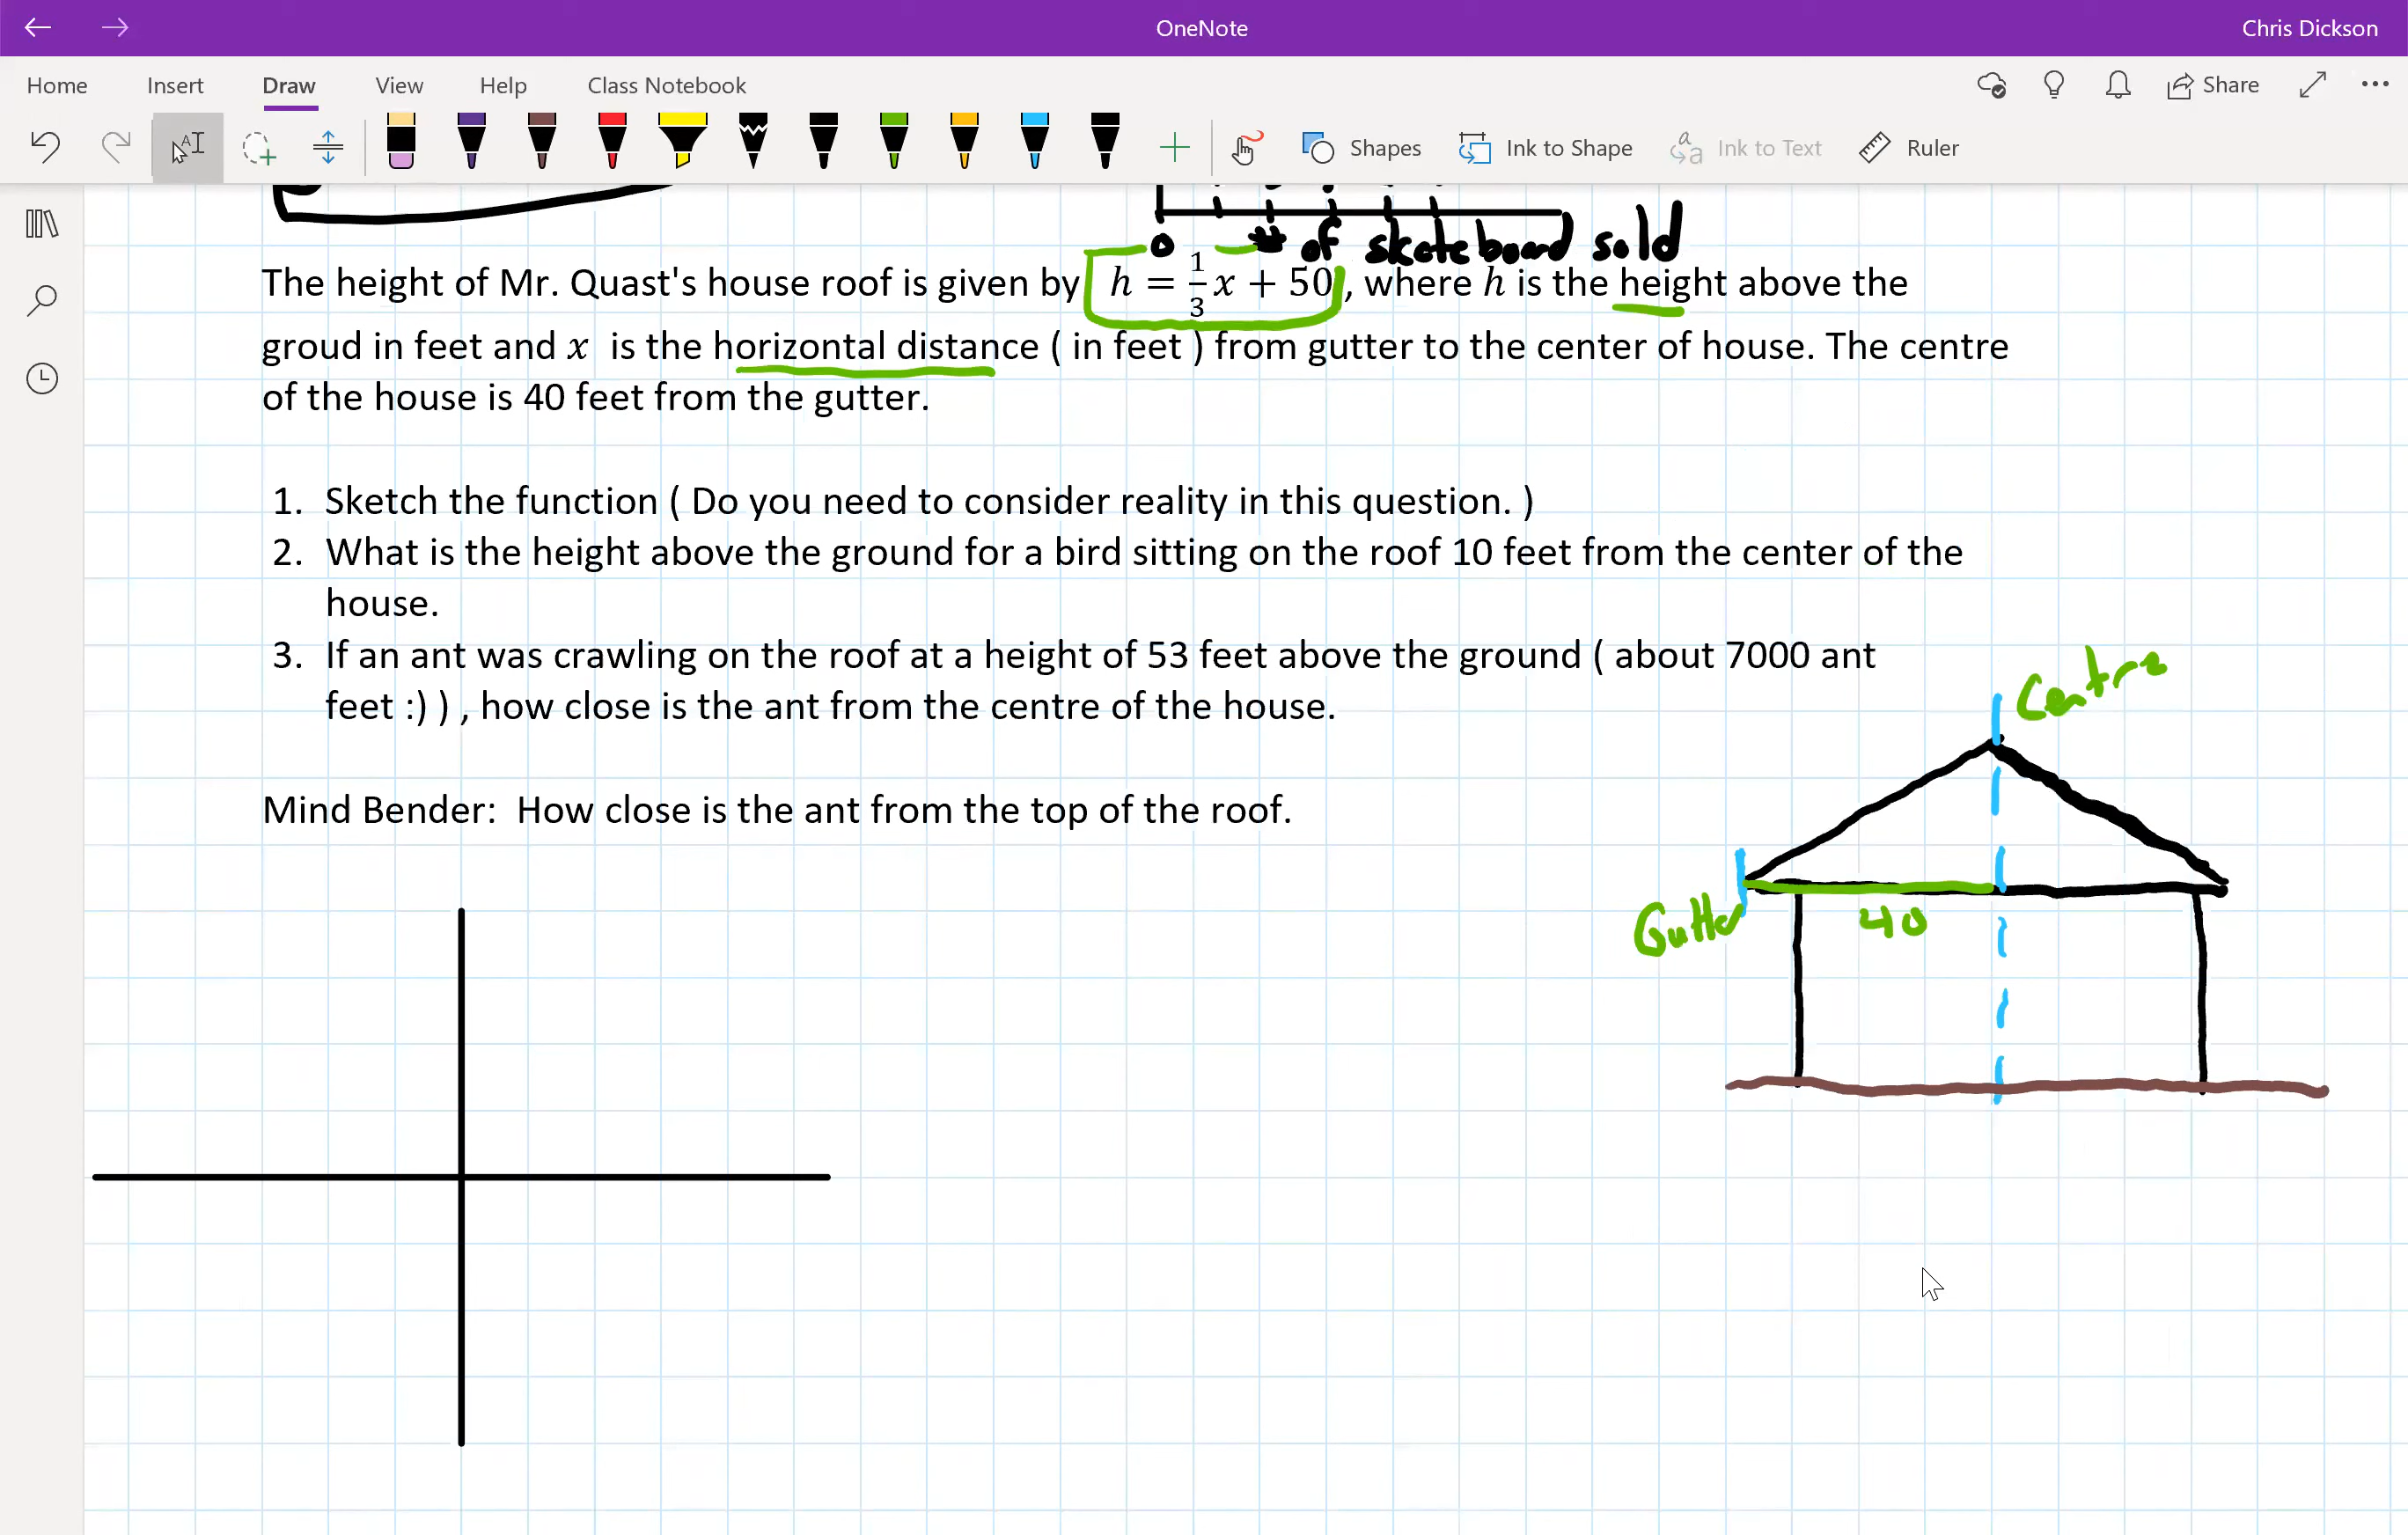 OneNote
Chris Dickson
Home Insert Draw View Help Class Notebook Share
Shapes Ink to Shape Ink to Text Ruler
0 # of skateboard sold
The height of Mr. Quast's house roof is given by h = 1/3 x + 50, where h is the height above the
groud in feet and x is the horizontal distance ( in feet ) from gutter to the center of house. The centre
of the house is 40 feet from the gutter.
1. Sketch the function ( Do you need to consider reality in this question. )
2. What is the height above the ground for a bird sitting on the roof 10 feet from the center of the
house.
3. If an ant was crawling on the roof at a height of 53 feet above the ground ( about 7000 ant
feet :) ) , how close is the ant from the centre of the house.
Mind Bender: How close is the ant from the top of the roof.
Centre
Gutter
40